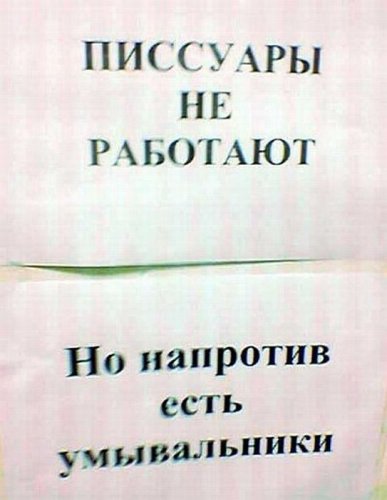 ПИССУАРЫ
НЕ
РАБОТАЮТ
Но напротив
есть
умывальники